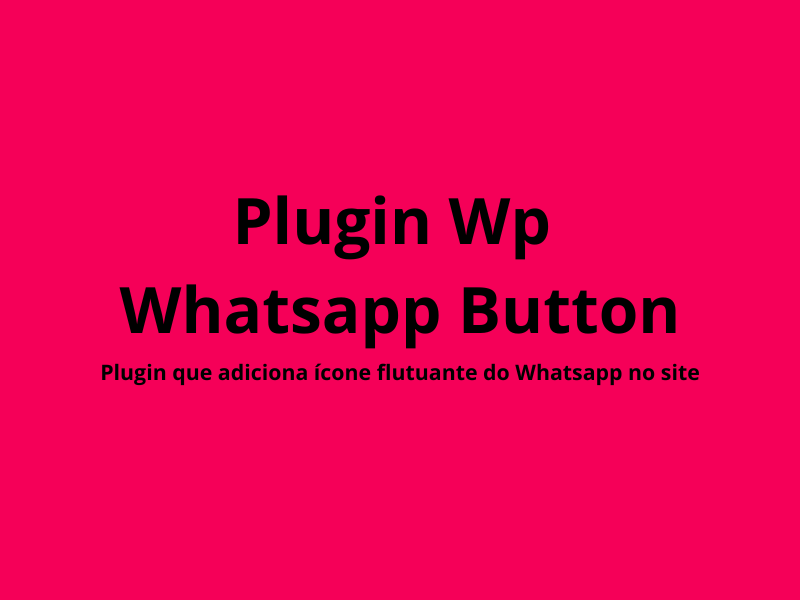 Plugin Wp
Whatsapp Button
Plugin que adiciona ícone flutuante do Whatsapp no site